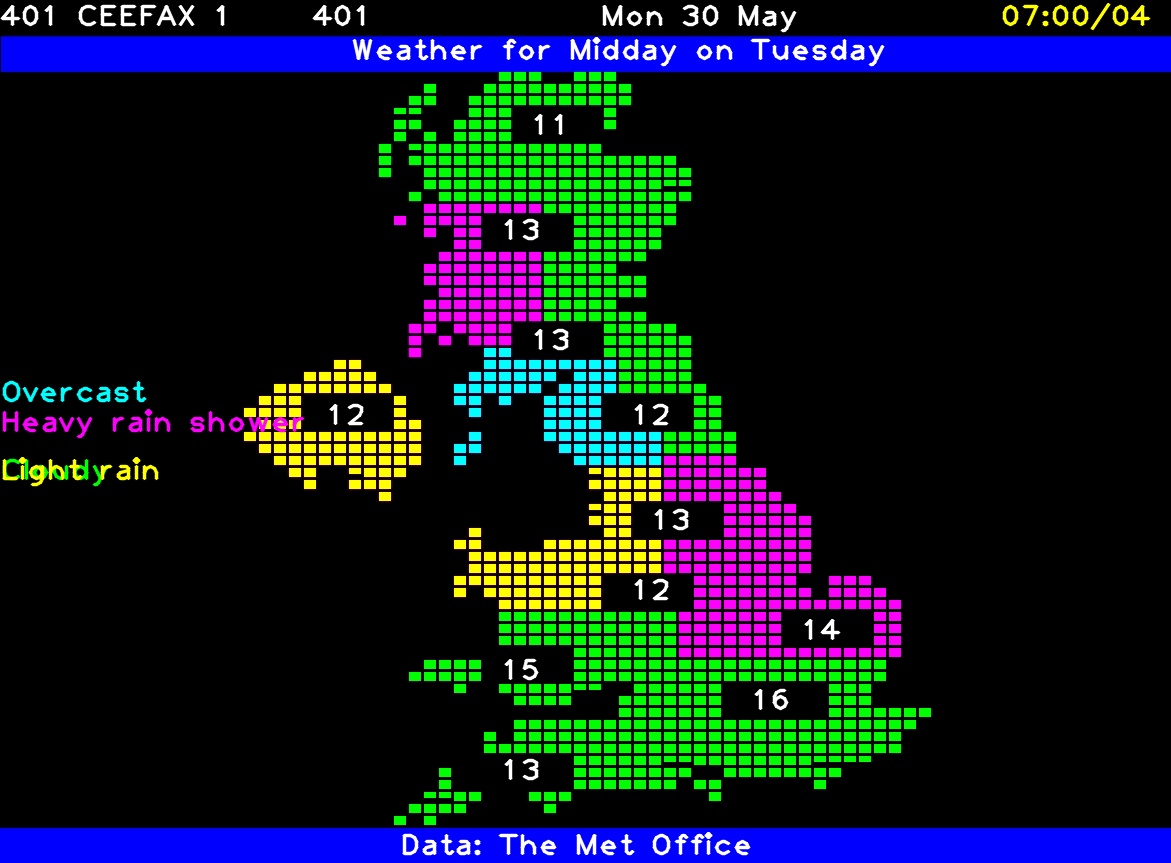 401 CEEFAX 1 401 Mon 30 May 07:00/04
Weather for Midday on Tuesday
11
13
13
Overcast
12 12
Heavy rain shower
Cloudy
Light rain
13
12
14
15
16
13
Data: The Met Office